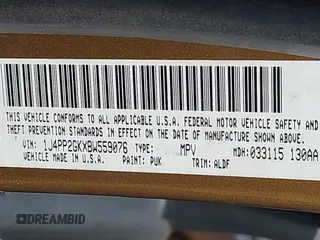 THIS VEHICLE CONFORMS TO ALL APPLICABLE U.S.A. FEDERAL MOTOR VEHICLE SAFETY AND
THEFT PREVENTION STANDARDS IN EFFECT ON THE DATE OF MANUFACTURE SHOWN ABOVE.
VIN: 1J4PP2GKXBW559076 TYPE: MPV MDH: 033115 130AA
VEHICLE MADE IN U.S.A. PAINT: PUK TRIM: ALDF
DREAMBID